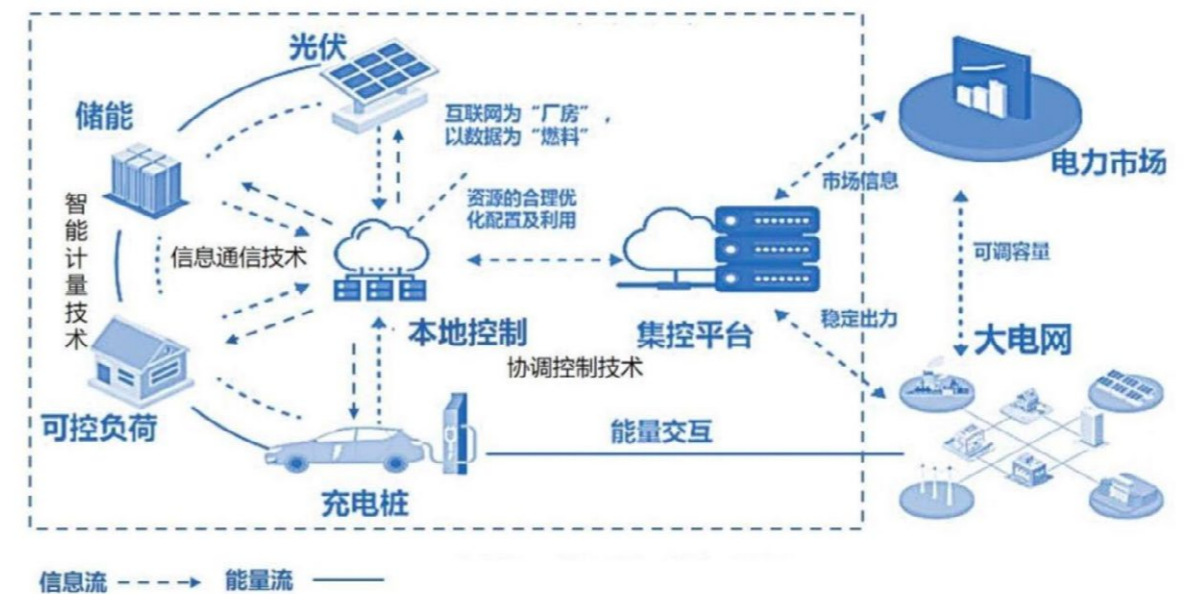 光伏
储能
互联网为“厂房”，
以数据为“燃料”
电力市场
市场信息
资源的合理优
化配置及利用
智能计量技术
信息通信技术
可调容量
稳定出力
本地控制
集控平台
大电网
协调控制技术
可控负荷
能量交互
充电桩
信息流
能量流